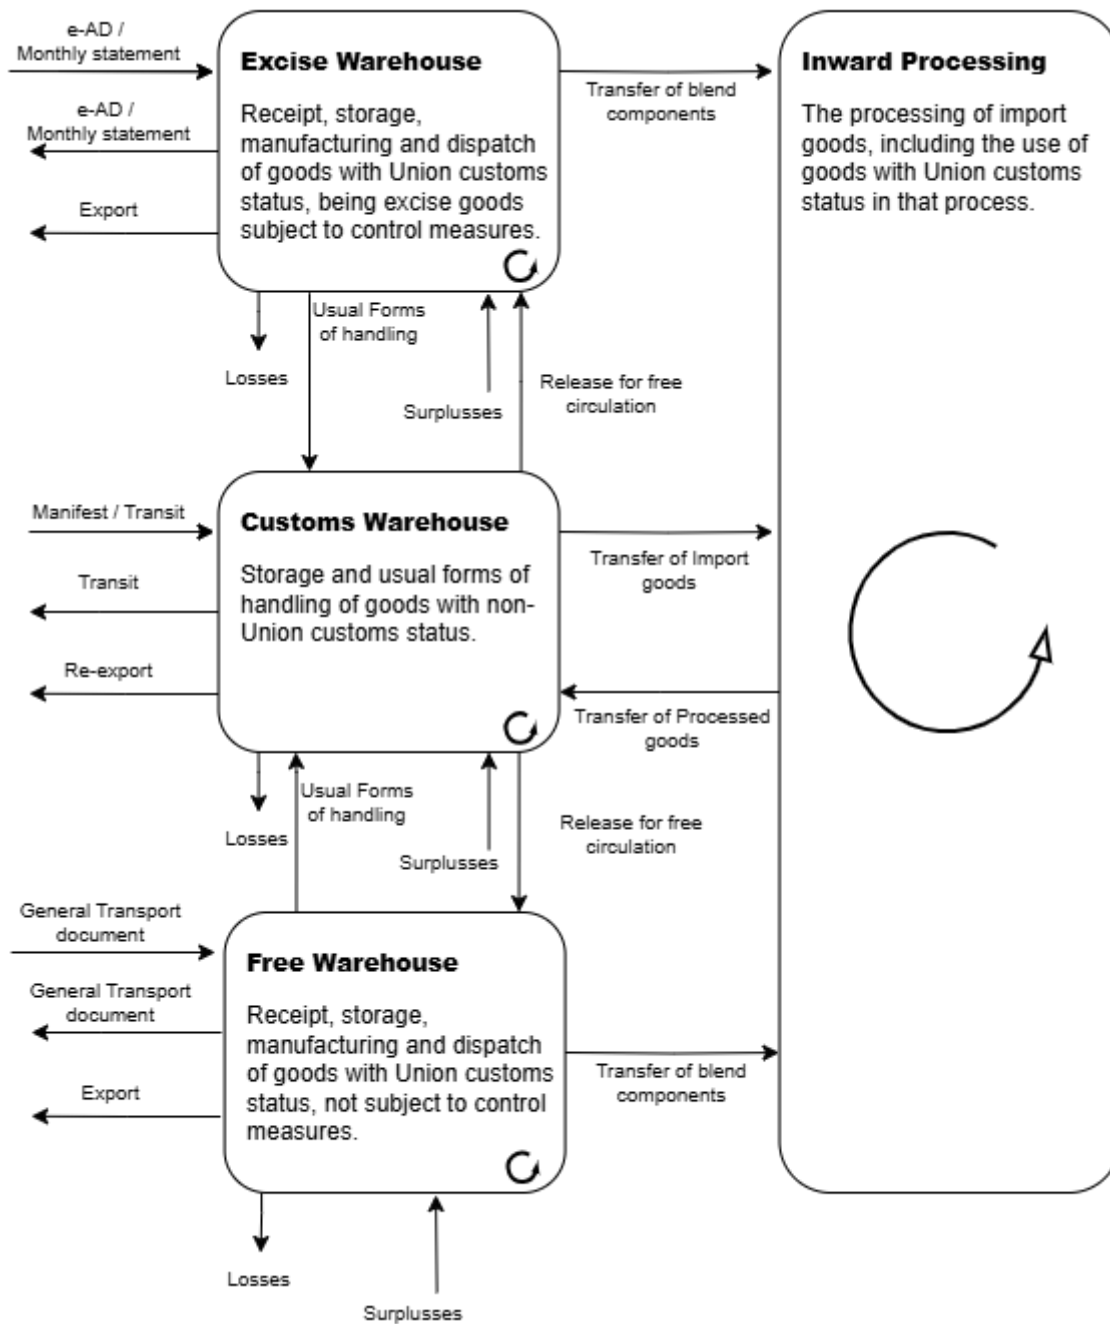 e-AD /
Monthly statement
e-AD /
Monthly statement
Export
Excise Warehouse
Receipt, storage,
manufacturing and dispatch
of goods with Union customs
status, being excise goods
subject to control measures.
Transfer of blend
components
Inward Processing
The processing of import
goods, including the use of
goods with Union customs
status in that process.
Losses
Usual Forms
of handling
Surplusses
Release for free
circulation
Manifest / Transit
Transit
Re-export
Customs Warehouse
Storage and usual forms of
handling of goods with non-
Union customs status.
Transfer of Import
goods
Transfer of Processed
goods
Losses
Usual Forms
of handling
Surplusses
Release for free
circulation
General Transport
document
General Transport
document
Export
Free Warehouse
Receipt, storage,
manufacturing and dispatch
of goods with Union customs
status, not subject to control
measures.
Transfer of blend
components
Losses
Surplusses